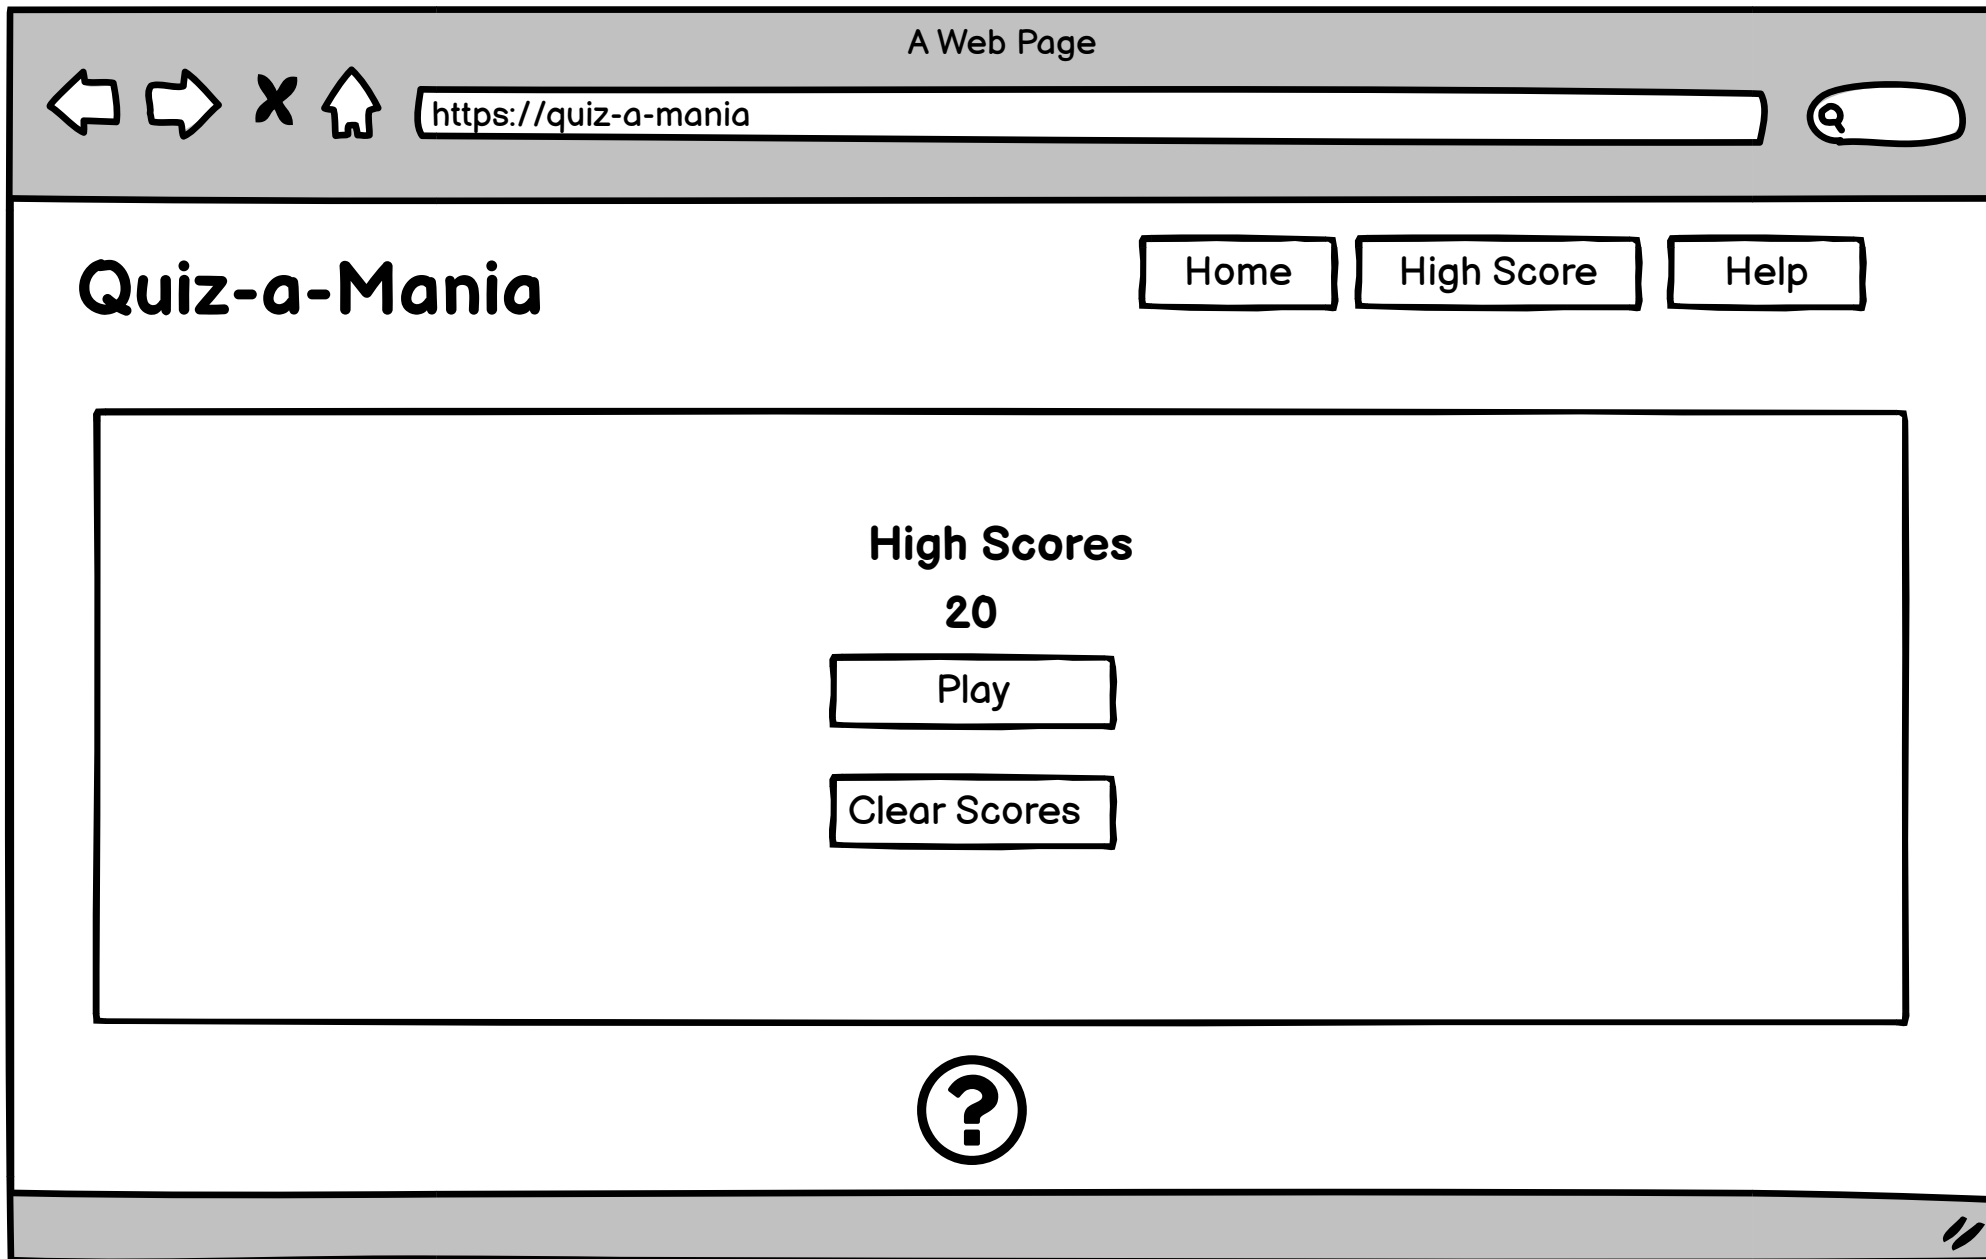 A Web Page
https://quiz-a-mania
Quiz-a-Mania
Home
High Score
Help
High Scores
20
Play
Clear Scores
?